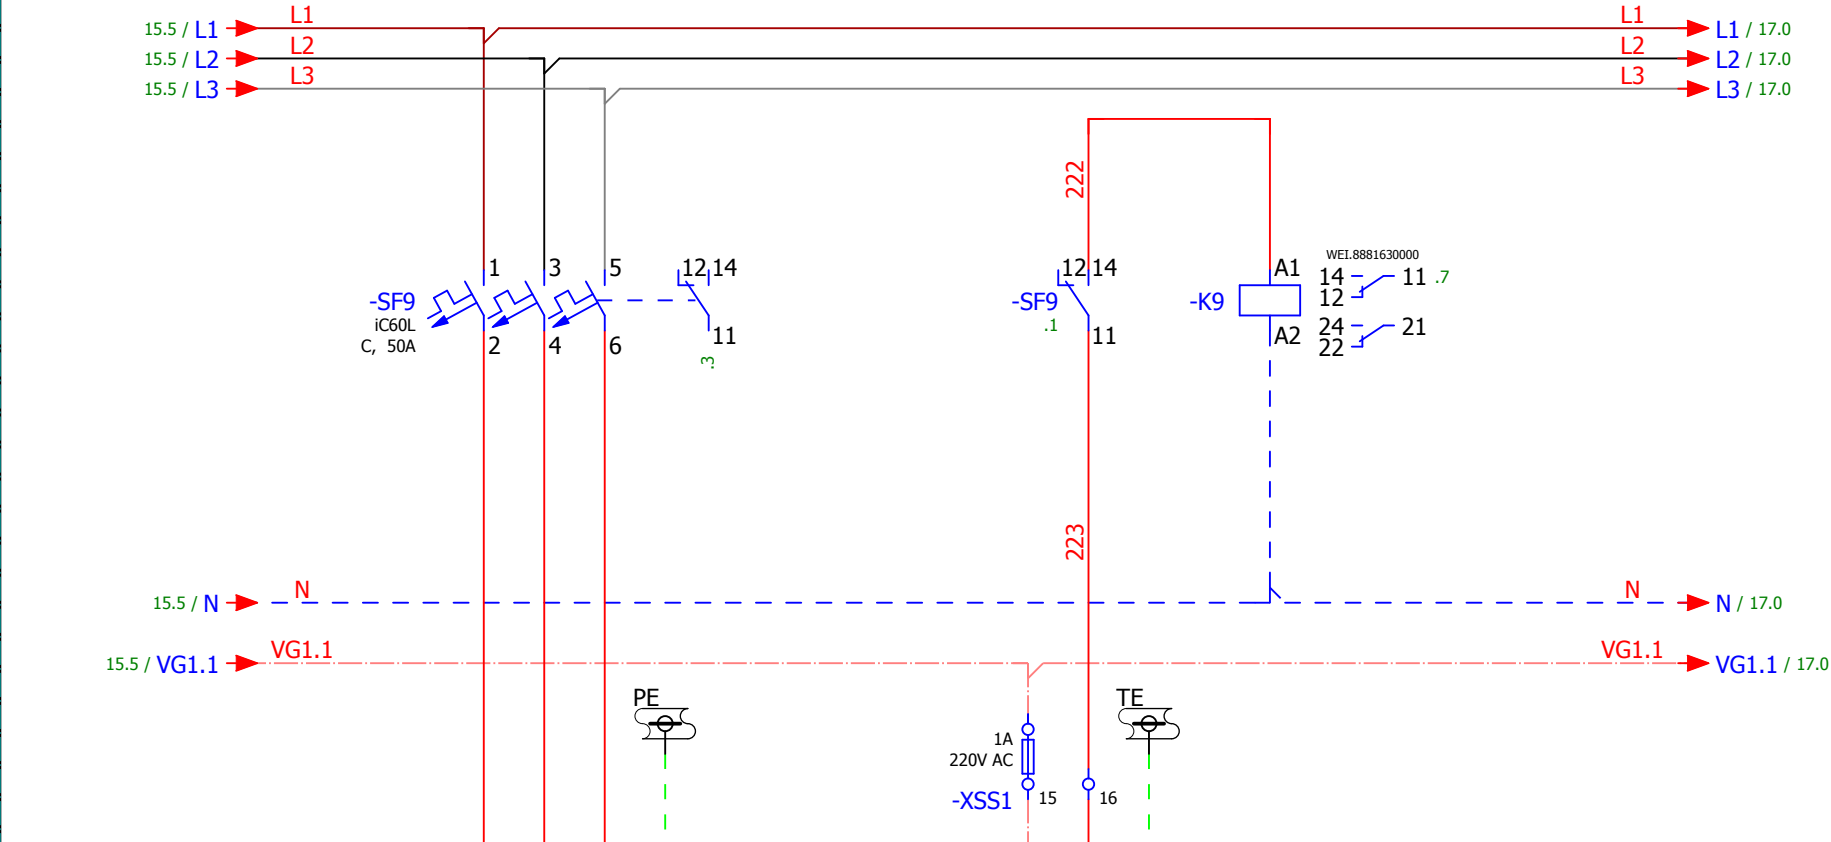 15.5 / L1 L1 L1 L1 / 17.0
15.5 / L2 L2 L2 L2 / 17.0
15.5 / L3 L3 L3 L3 / 17.0
222
WEI.8881630000
1 3 5 12 14 12 14 A1 14 11 .7
-SF9 -SF9 -K9 12
iC60L .1 24 21
C, 50A 2 4 6 11 11 A2 22
.3
223
15.5 / N N N N / 17.0
15.5 / VG1.1 VG1.1 VG1.1 VG1.1 / 17.0
PE TE
1A
220V AC
-XSS1 15 16